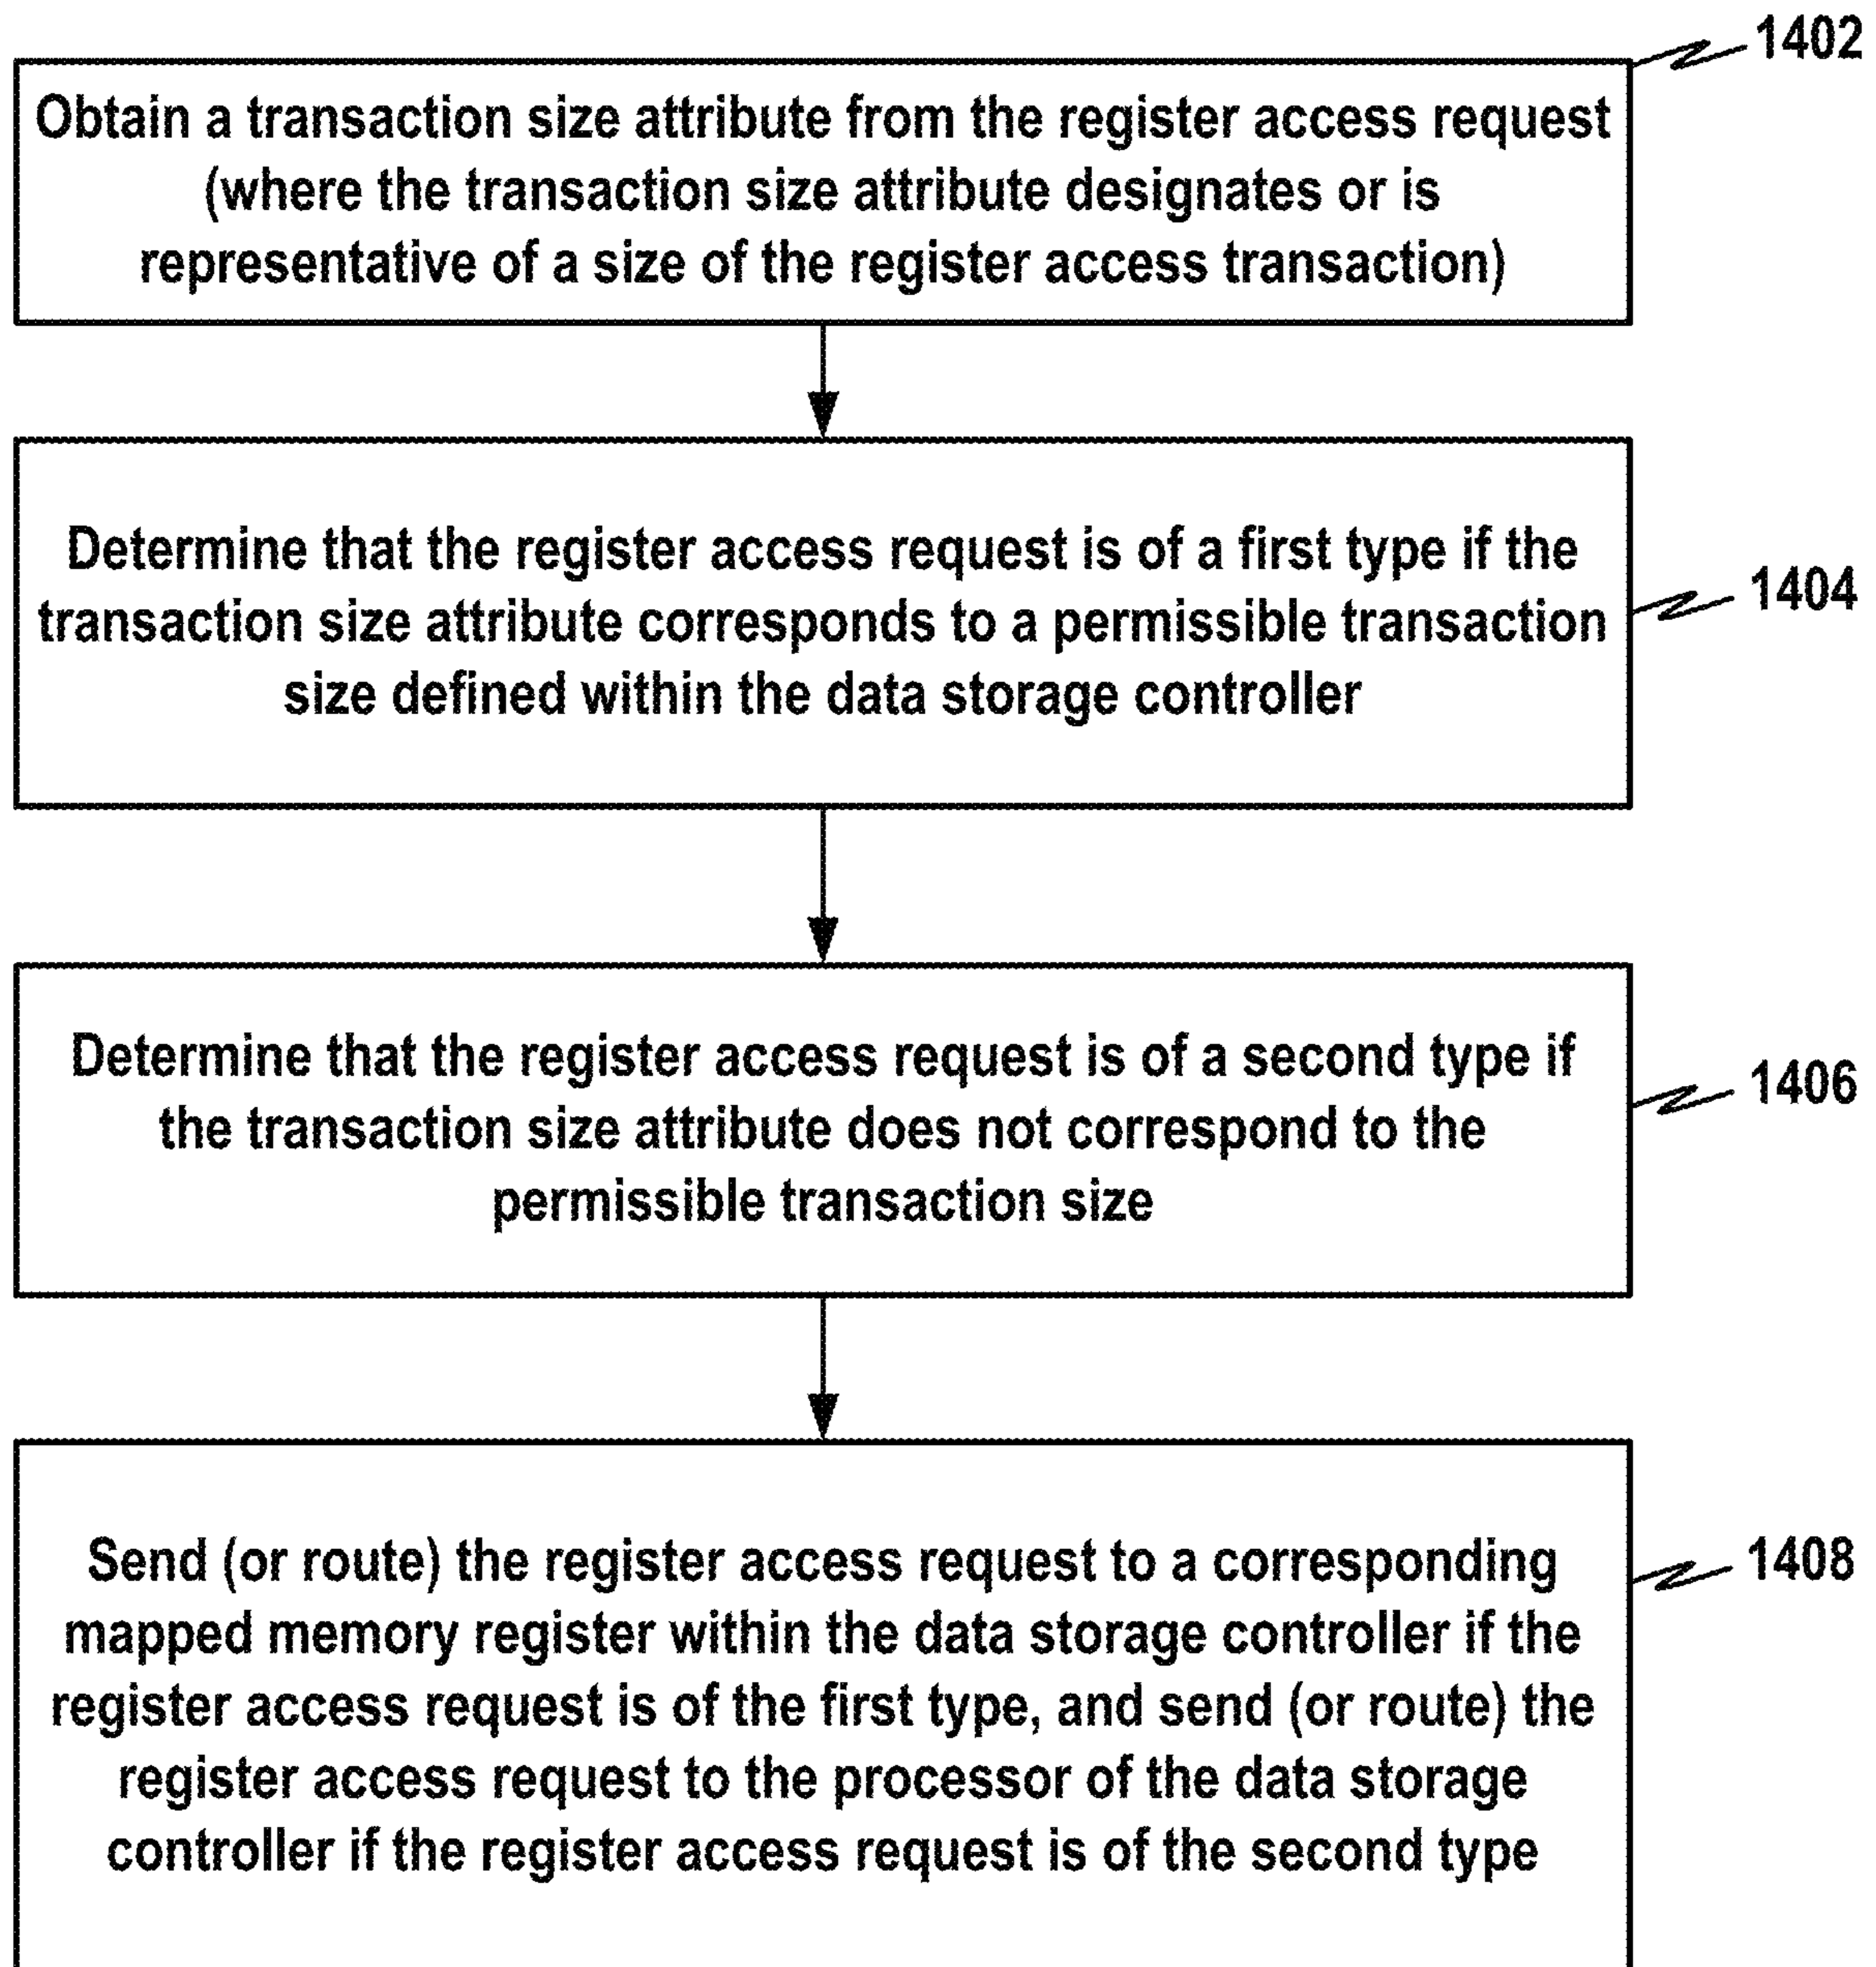 1402
Obtain a transaction size attribute from the register access request
(where the transaction size attribute designates or is
representative of a size of the register access transaction)
Determine that the register access request is of a first type if the
transaction size attribute corresponds to a permissible transaction
size defined within the data storage controller
1404
Determine that the register access request is of a second type if
the transaction size attribute does not correspond to the
permissible transaction size
1406
Send (or route) the register access request to a corresponding
mapped memory register within the data storage controller if the
register access request is of the first type, and send (or route) the
register access request to the processor of the data storage
controller if the register access request is of the second type
1408